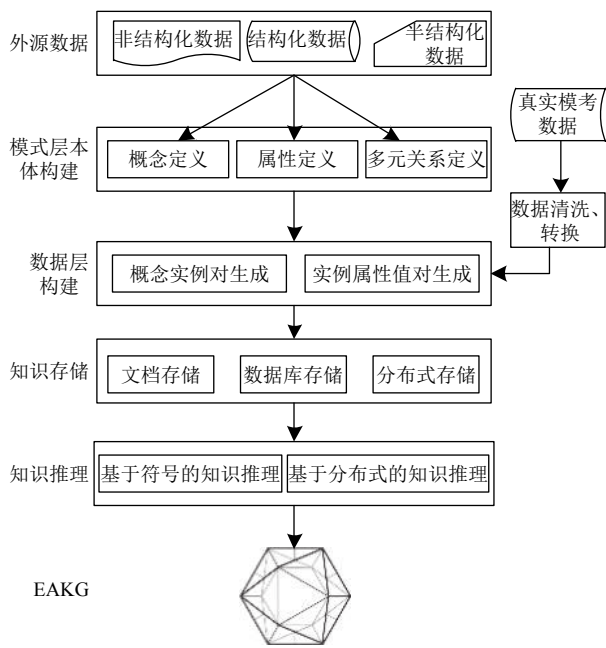 外源数据
非结构化数据
结构化数据
半结构化
数据
真实模考
数据
模式层本
体构建
概念定义
属性定义
多元关系定义
数据清洗、
转换
数据层
构建
概念实例对生成
实例属性值对生成
知识存储
文档存储
数据库存储
分布式存储
知识推理
基于符号的知识推理
基于分布式的知识推理
EAKG